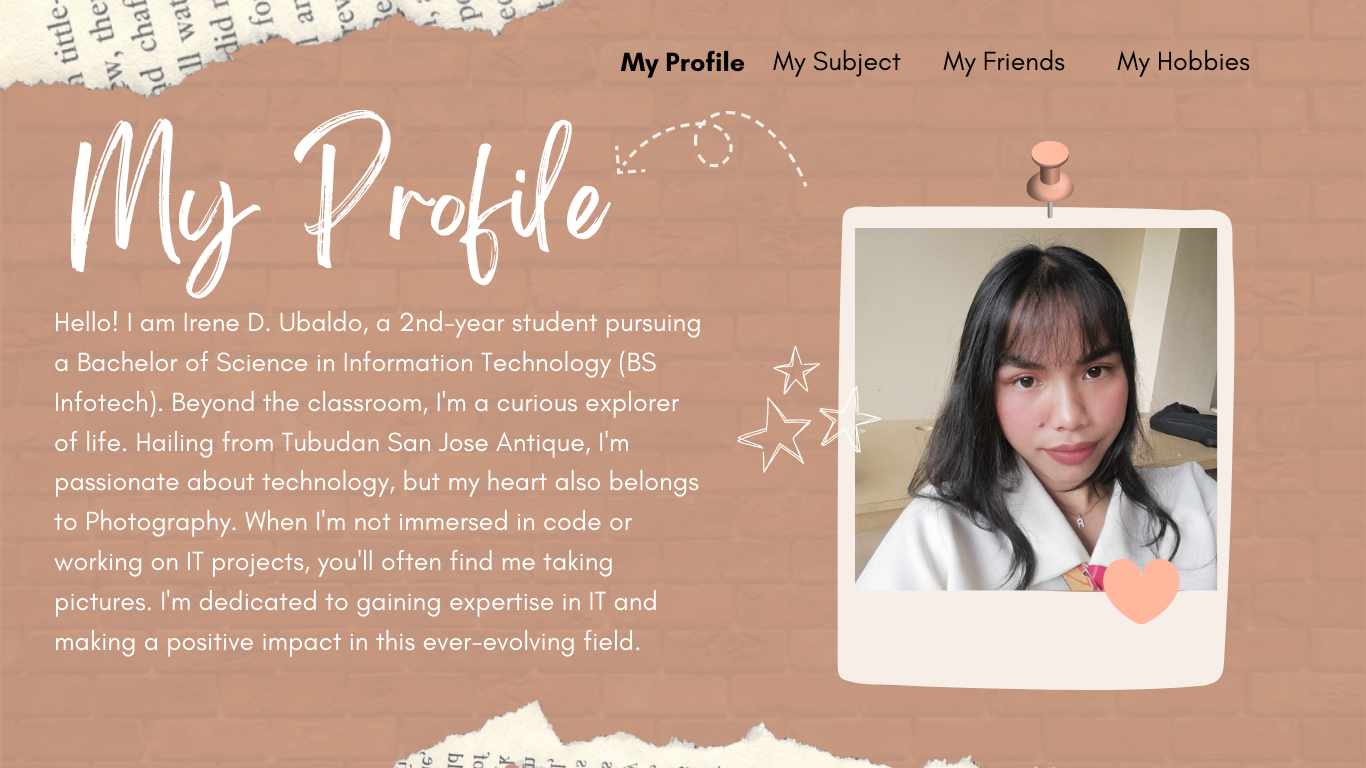 My Profile My Subject My Friends My Hobbies
My Profile
Hello! I am Irene D. Ubaldo, a 2nd-year student pursuing
a Bachelor of Science in Information Technology (BS
Infotech). Beyond the classroom, I'm a curious explorer
of life. Hailing from Tubudan San Jose Antique, I'm
passionate about technology, but my heart also belongs
to Photography. When I'm not immersed in code or
working on IT projects, you'll often find me taking
pictures. I'm dedicated to gaining expertise in IT and
making a positive impact in this ever-evolving field.